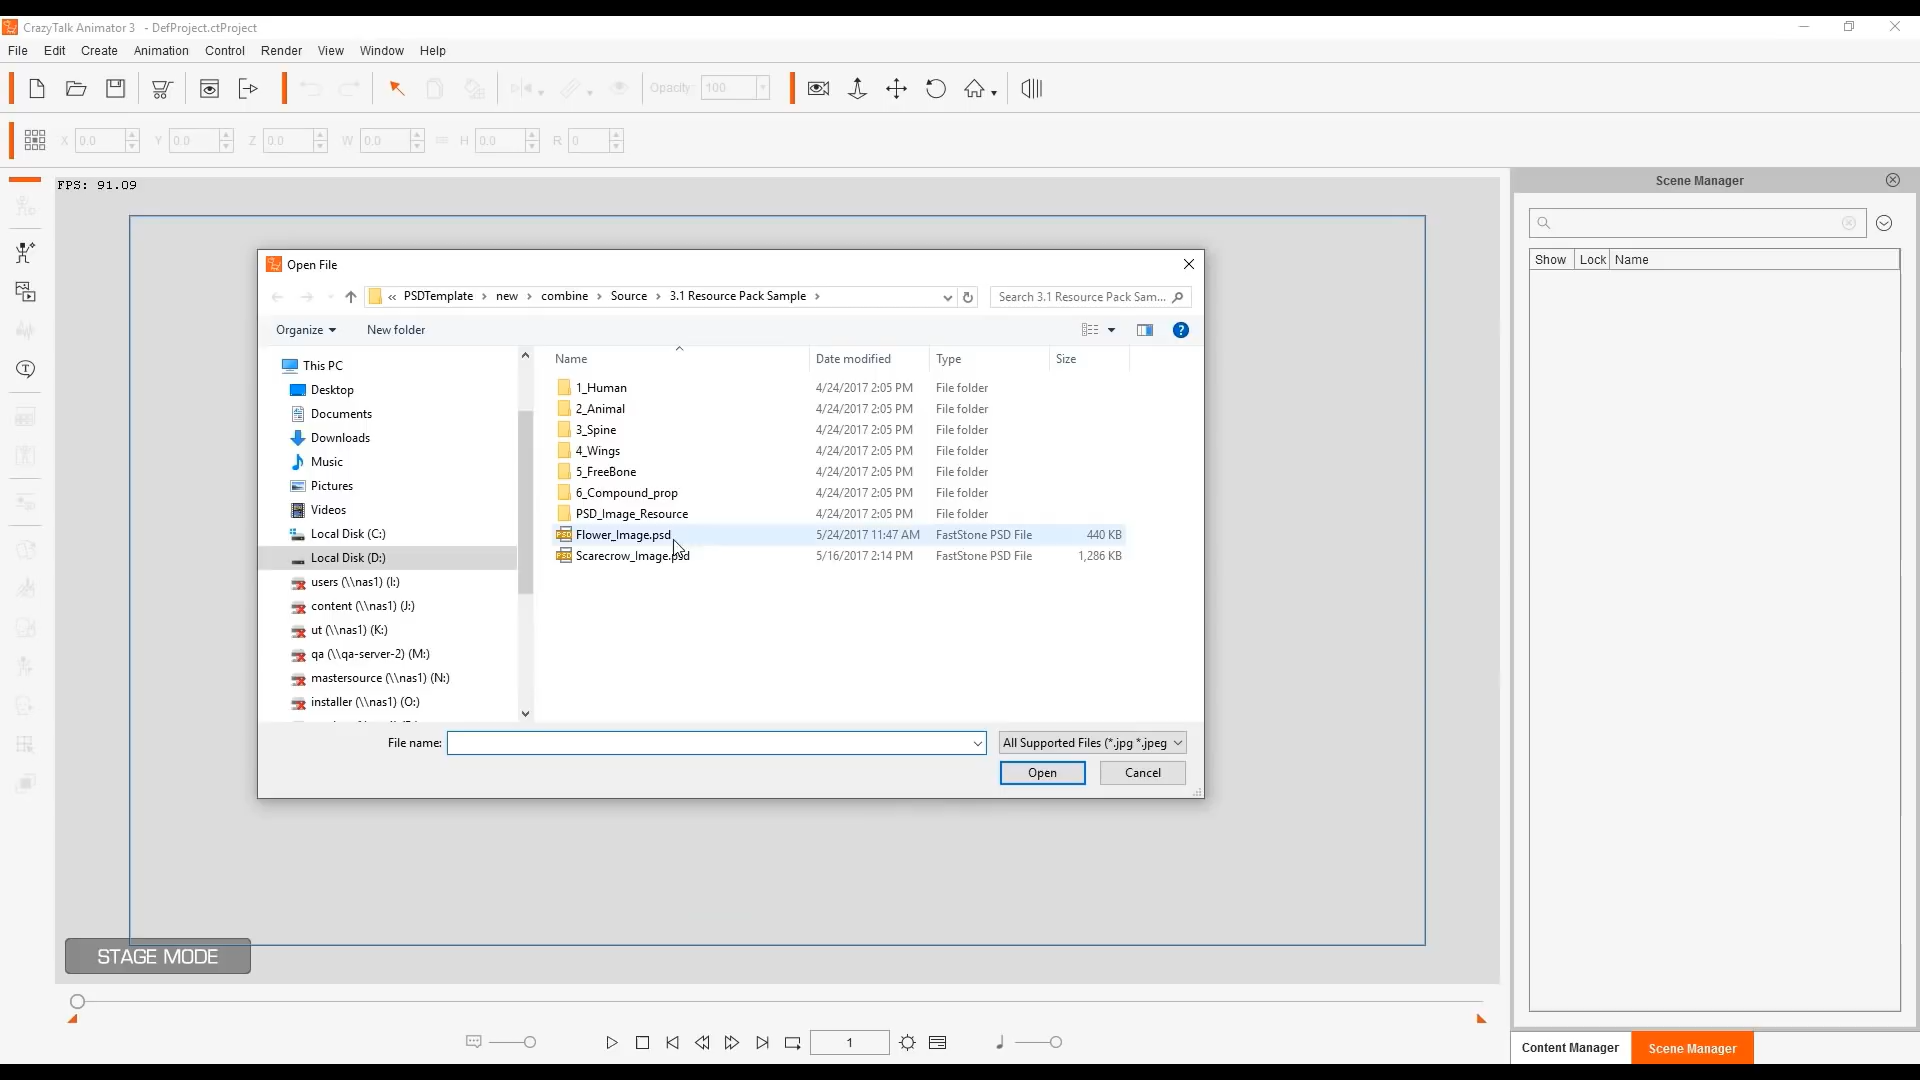 CrazyTalk Animator 3 - DefProject.ctProject
File Edit Create Animation Control Render View Window Help
Opacity: 100
X 0.0 Y 0.0 Z 0.0 W 0.0 H 0.0 R 0
FPS: 91.09
Scene Manager
Show Lock Name
Open File
« PSDTemplate › new › combine › Source › 3.1 Resource Pack Sample ›
Search 3.1 Resource Pack Sam...
Organize New folder
Name Date modified Type Size
This PC
Desktop
Documents
Downloads
Music
Pictures
Videos
Local Disk (C:)
Local Disk (D:)
users (\\nas1) (I:)
content (\\nas1) (J:)
ut (\\nas1) (K:)
qa (\\qa-server-2) (M:)
mastersource (\\nas1) (N:)
installer (\\nas1) (O:)
1_Human 4/24/2017 2:05 PM File folder
2_Animal 4/24/2017 2:05 PM File folder
3_Spine 4/24/2017 2:05 PM File folder
4_Wings 4/24/2017 2:05 PM File folder
5_FreeBone 4/24/2017 2:05 PM File folder
6_Compound_prop 4/24/2017 2:05 PM File folder
PSD_Image_Resource 4/24/2017 2:05 PM File folder
Flower_Image.psd 5/24/2017 11:47 AM FastStone PSD File 440 KB
Scarecrow_Image.psd 5/16/2017 2:14 PM FastStone PSD File 1,286 KB
File name:
All Supported Files (*.jpg *.jpeg
Open Cancel
STAGE MODE
1
Content Manager Scene Manager